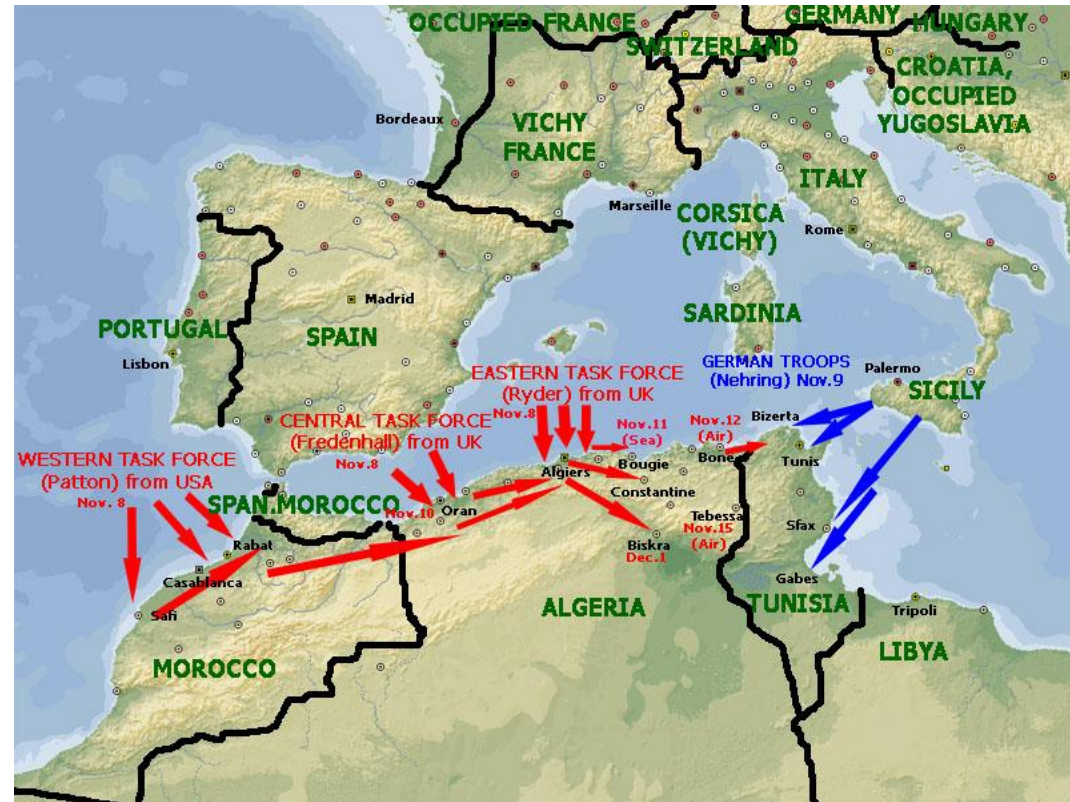 OCCUPIED FRANCE
GERMANY
HUNGARY
SWITZERLAND
CROATIA,
OCCUPIED
YUGOSLAVIA
Bordeaux
VICHY
FRANCE
ITALY
Marseille
CORSICA
(VICHY)
Rome
Madrid
SARDINIA
PORTUGAL
SPAIN
Lisbon
GERMAN TROOPS
(Nehring) Nov.9
Palermo
SICILY
EASTERN TASK FORCE
(Ryder) from UK
Nov.8
CENTRAL TASK FORCE
(Fredenhall) from UK
Nov.8
WESTERN TASK FORCE
(Patton) from USA
Nov. 8
Nov.11
(Sea)
Nov.12
(Air)
Bizerta
Algiers
Bougie
Bone
Tunis
Constantine
SPAN.MOROCCO
Nov.10
Oran
Tebessa
Nov.15
(Air)
Sfax
Rabat
Biskra
Dec.1
Casablanca
Gabes
Safi
ALGERIA
TUNISIA
Tripoli
MOROCCO
LIBYA